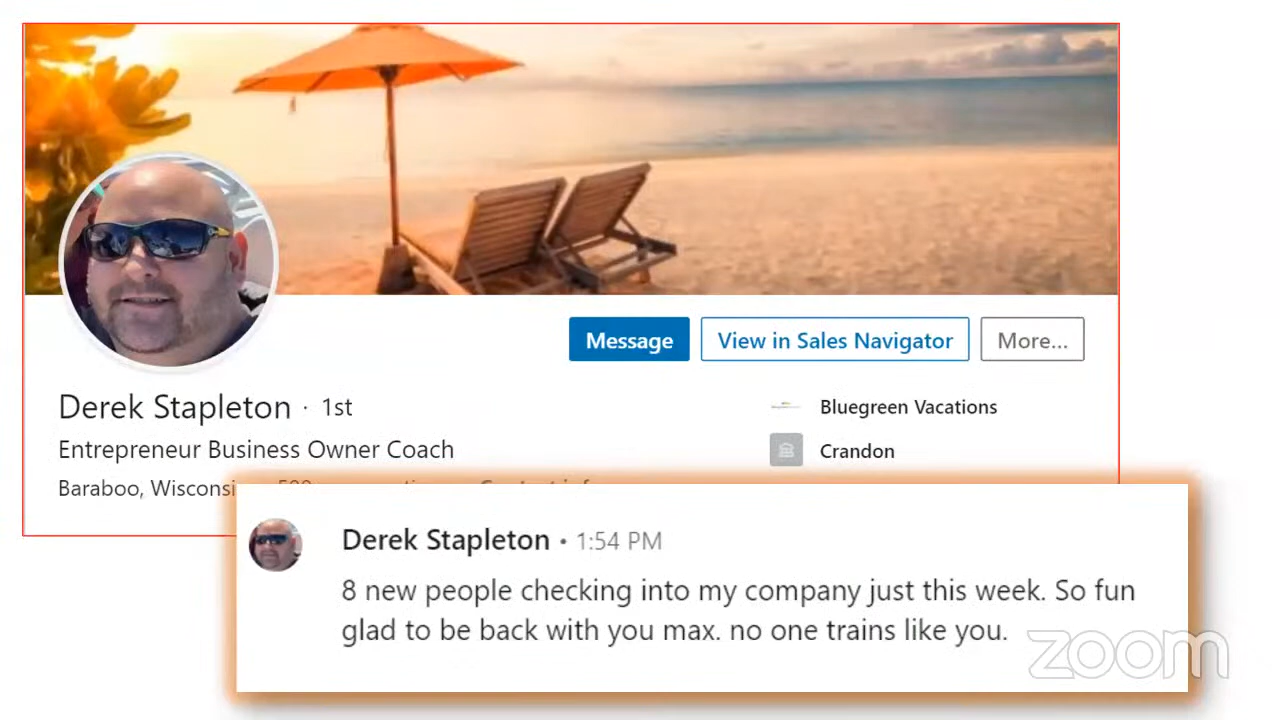 Message
View in Sales Navigator
More...
Derek Stapleton · 1st
Bluegreen Vacations
Entrepreneur Business Owner Coach
Crandon
Baraboo, Wisconsi
Derek Stapleton • 1:54 PM
8 new people checking into my company just this week. So fun
glad to be back with you max. no one trains like you.
zoom